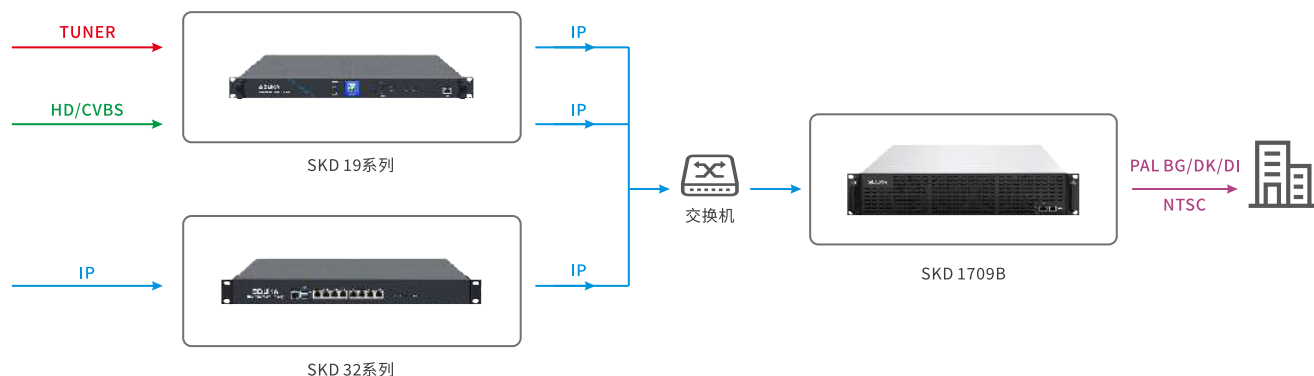 TUNER
IP
HD/CVBS
IP
SKD 19系列
交换机
PAL BG/DK/DI
NTSC
SKD 1709B
IP
IP
SKD 32系列